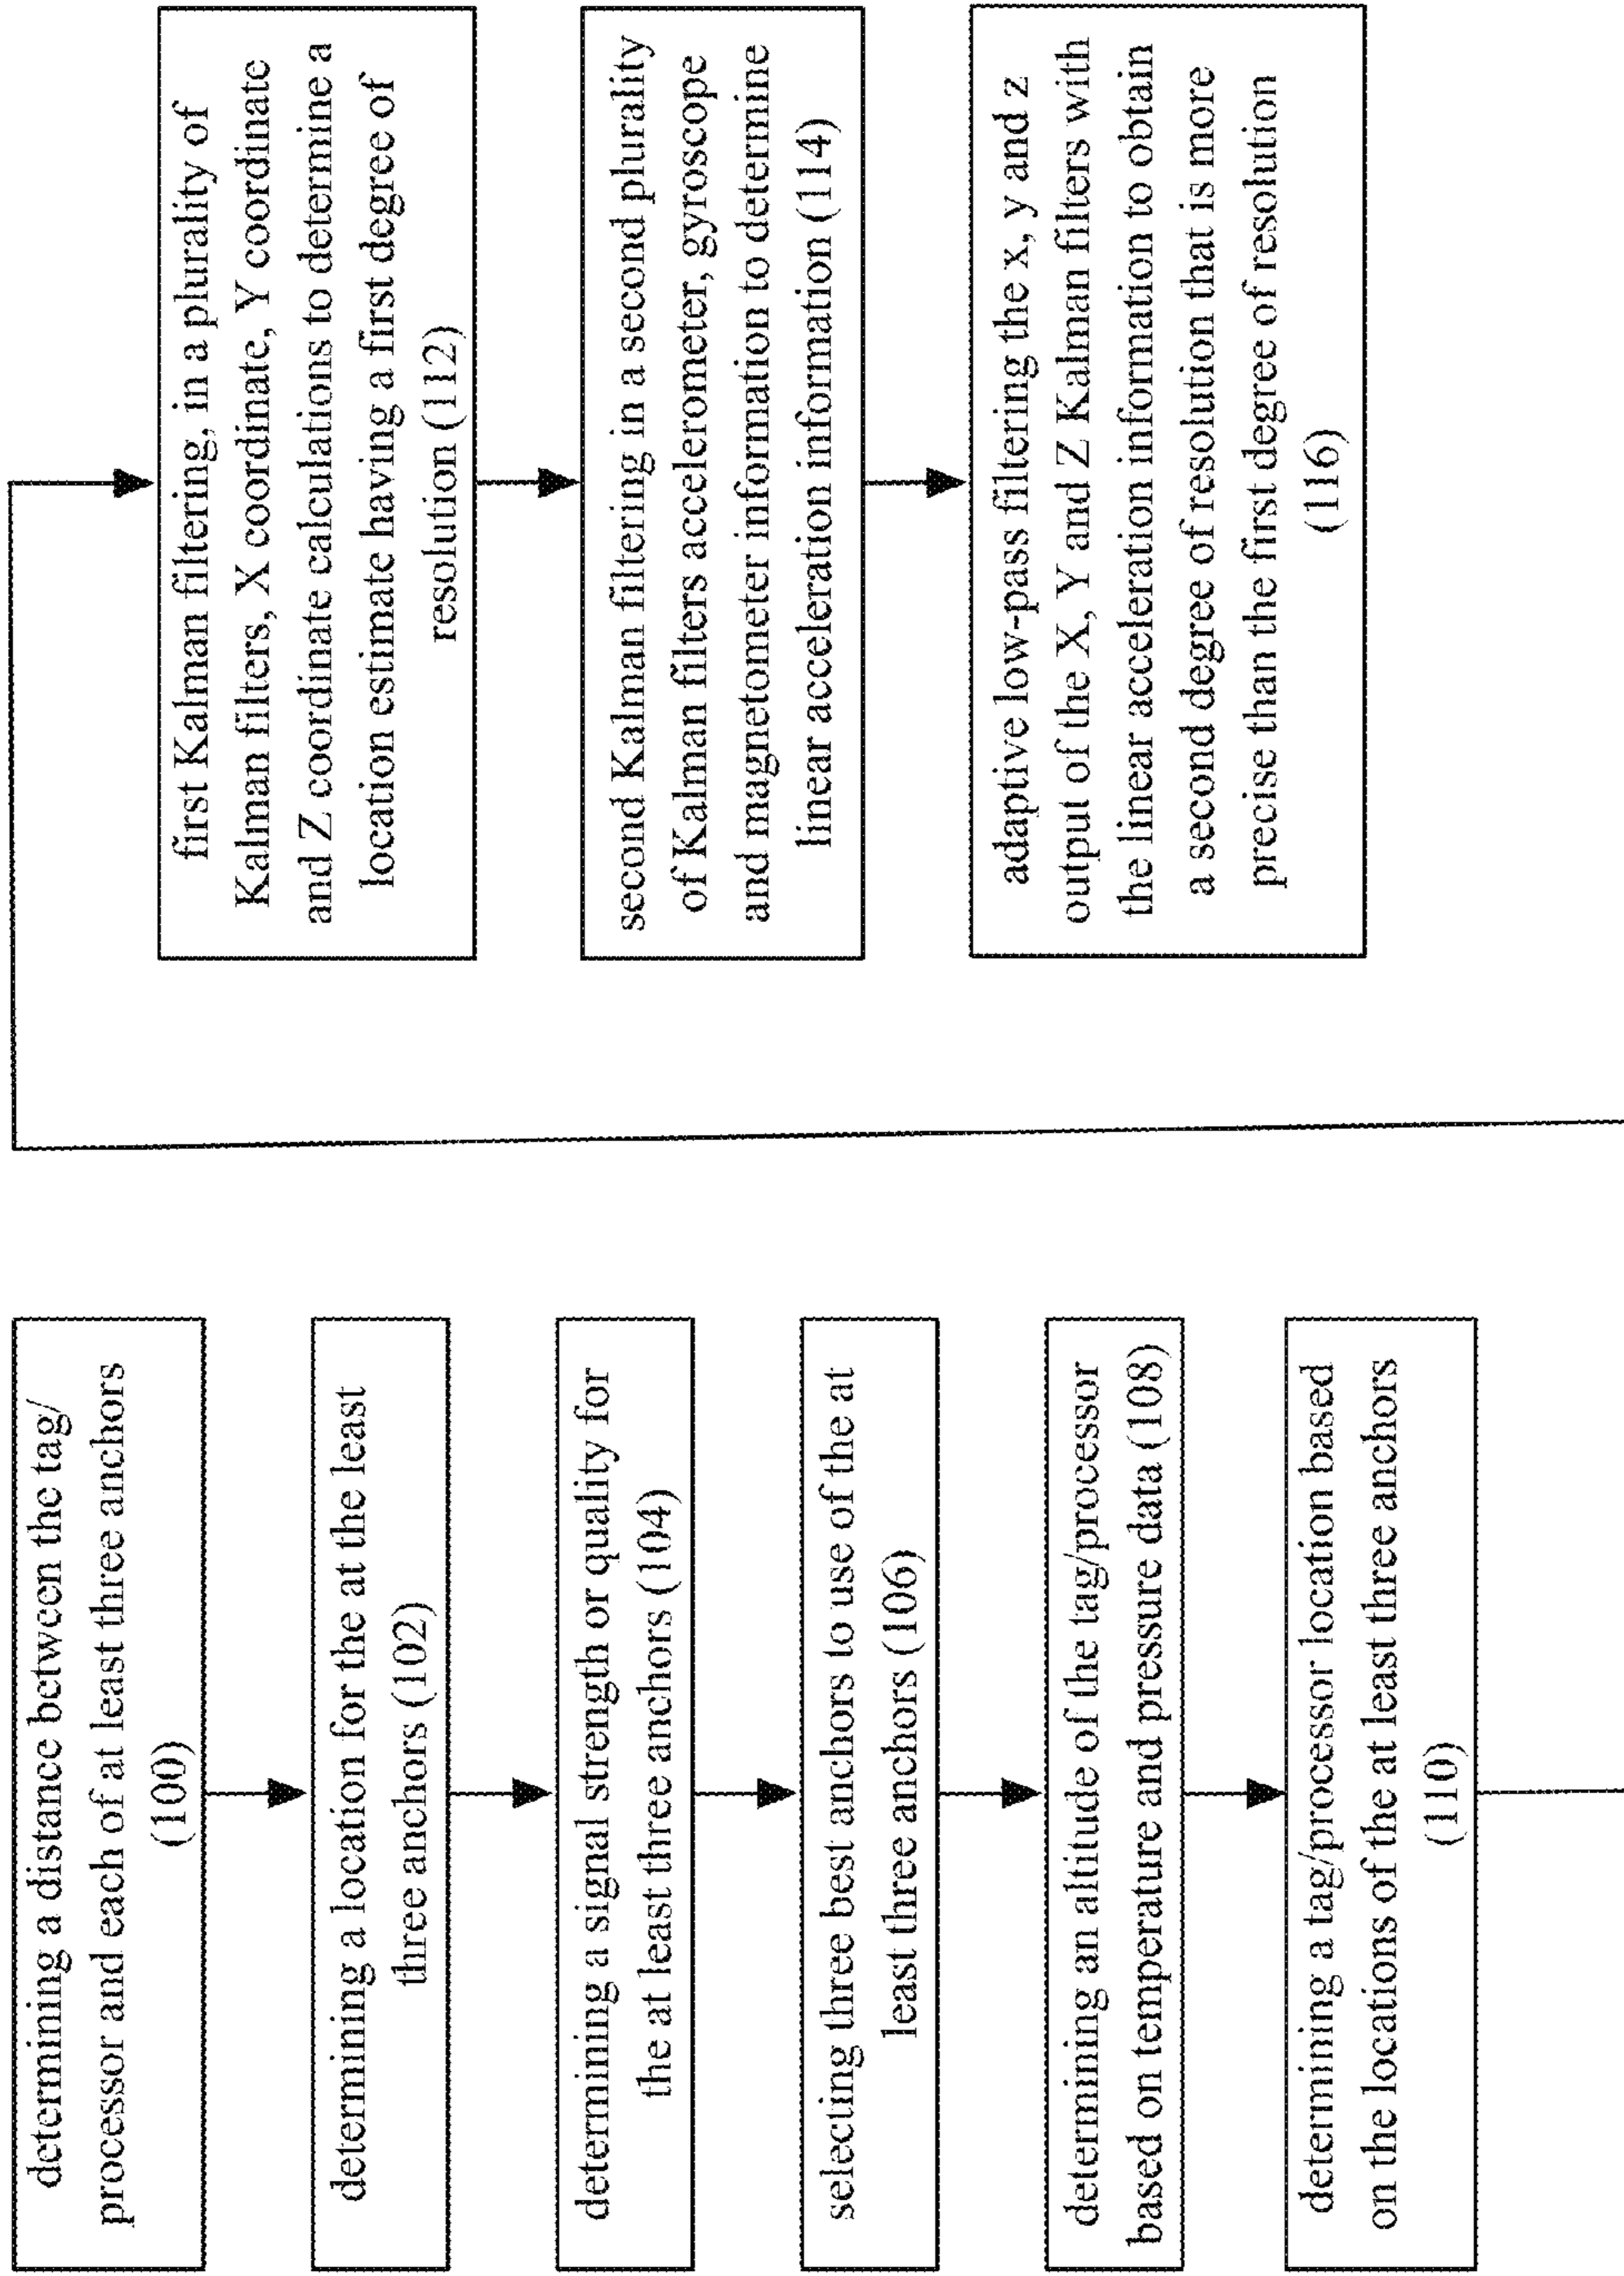 determining a distance between the tag/
processor and each of at least three anchors
(100)
determining a location for the at the least
three anchors (102)
determining a signal strength or quality for
the at least three anchors (104)
selecting three best anchors to use of the at
least three anchors (106)
determining an altitude of the tag/processor
based on temperature and pressure data (108)
determining a tag/processor location based
on the locations of the at least three anchors
(110)
first Kalman filtering, in a plurality of
Kalman filters, X coordinate, Y coordinate
and Z coordinate calculations to determine a
location estimate having a first degree of
resolution (112)
second Kalman filtering in a second plurality
of Kalman filters accelerometer, gyroscope
and magnetometer information to determine
linear acceleration information (114)
adaptive low-pass filtering the x, y and z
output of the X, Y and Z Kalman filters with
the linear acceleration information to obtain
a second degree of resolution that is more
precise than the first degree of resolution
(116)